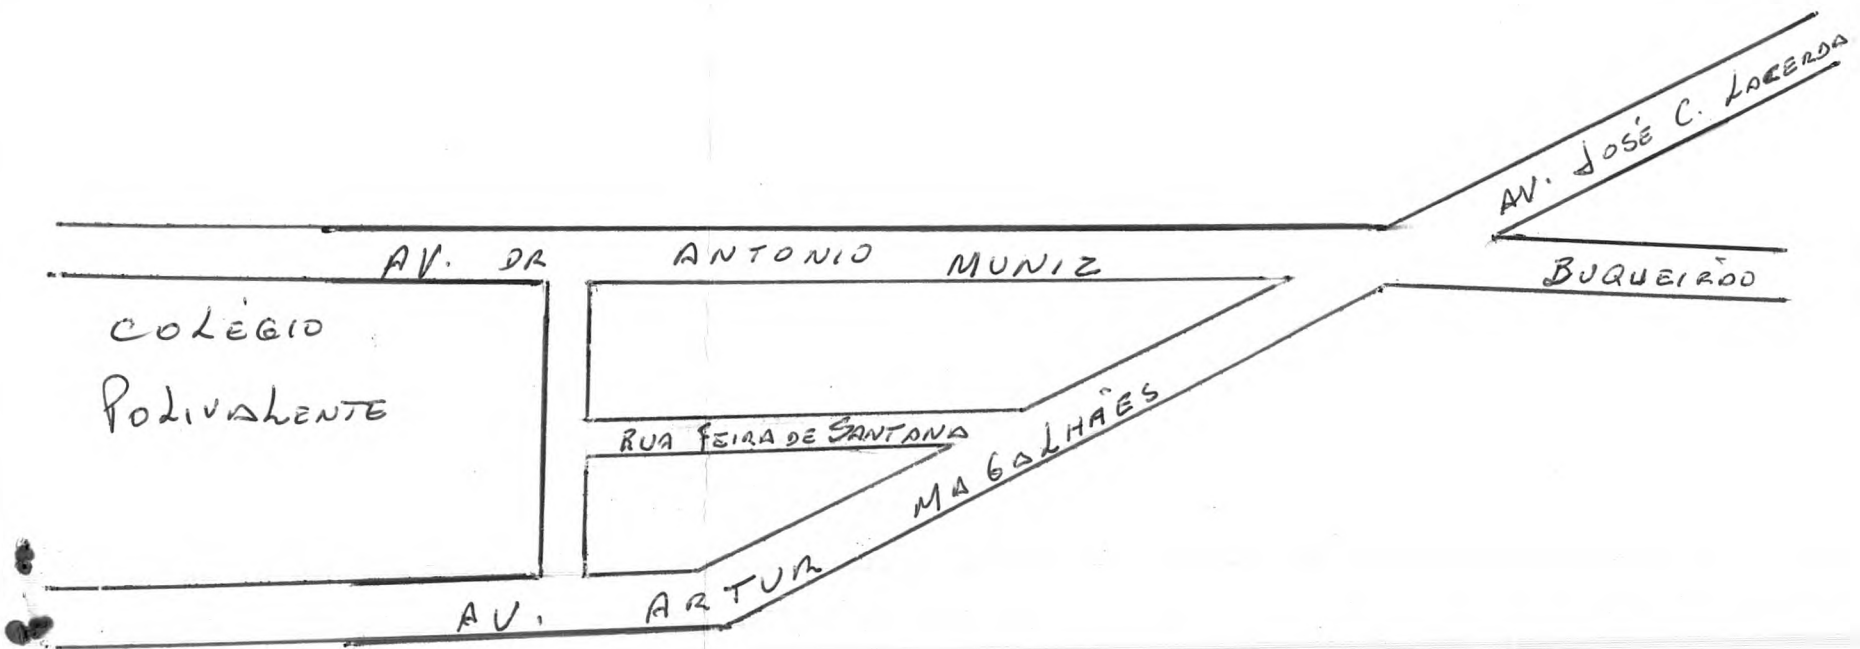 AV. JOSÉ C. LACERDA
AV. DR ANTONIO MUNIZ
BUQUEIRÃO
COLÉGIO
POLIVALENTE
RUA FEIRA DE SANTANA
AV. ARTUR MAGALHÃES